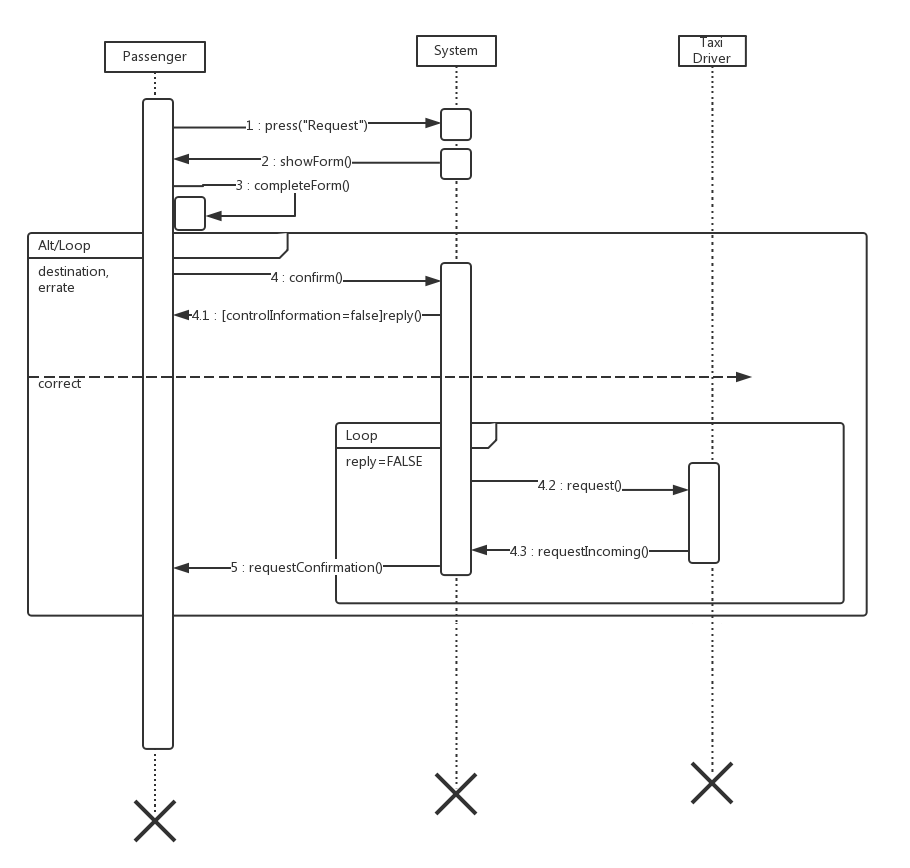 Passenger
System
Taxi
Driver
1 : press("Request")
2 : showForm()
3 : completeForm()
Alt/Loop
destination,
errate
4 : confirm()
4.1 : [controlInformation=false]reply()
correct
Loop
reply=FALSE
4.2 : request()
4.3 : requestIncoming()
5 : requestConfirmation()